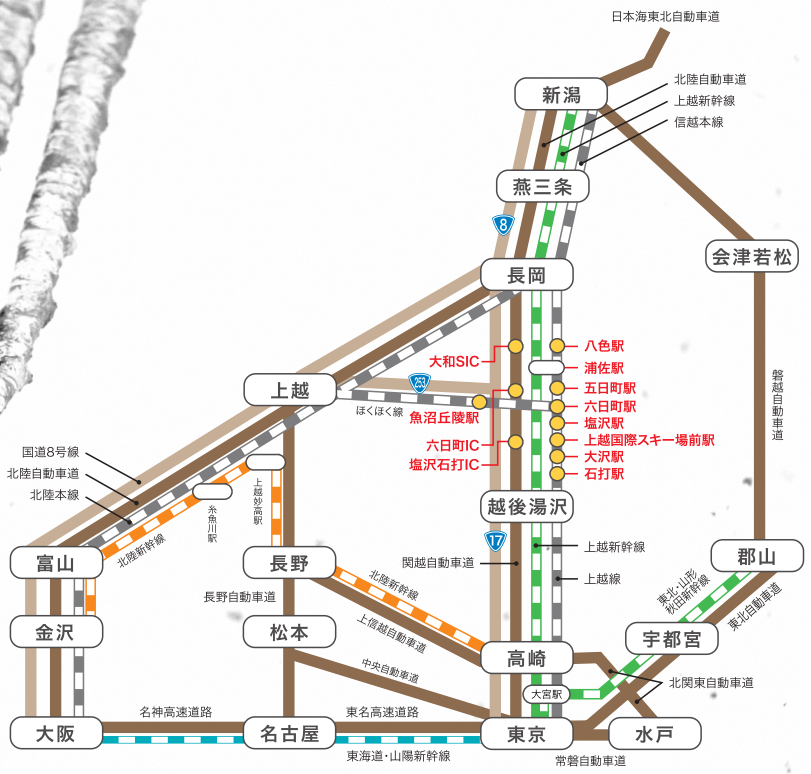 日本海東北自動車道
新潟
北陸自動車道
上越新幹線
信越本線
燕三条
8
会津若松
長岡
八色駅
大和SIC
浦佐駅
253
五日町駅
上越
ほくほく線
魚沼丘陵駅
六日町駅
塩沢駅
磐越自動車道
六日町IC
上越国際スキー場前駅
国道8号線
塩沢石打IC
大沢駅
北陸自動車道
石打駅
北陸本線
糸魚川駅
上越妙高駅
越後湯沢
17
上越新幹線
北陸新幹線
富山
長野
関越自動車道
郡山
上越線
北陸新幹線
長野自動車道
東北・山形
秋田新幹線
東北自動車道
金沢
松本
上信越自動車道
宇都宮
高崎
中央自動車道
北関東自動車道
大宮駅
名神高速道路
東名高速道路
大阪
名古屋
東京
水戸
東海道・山陽新幹線
常磐自動車道